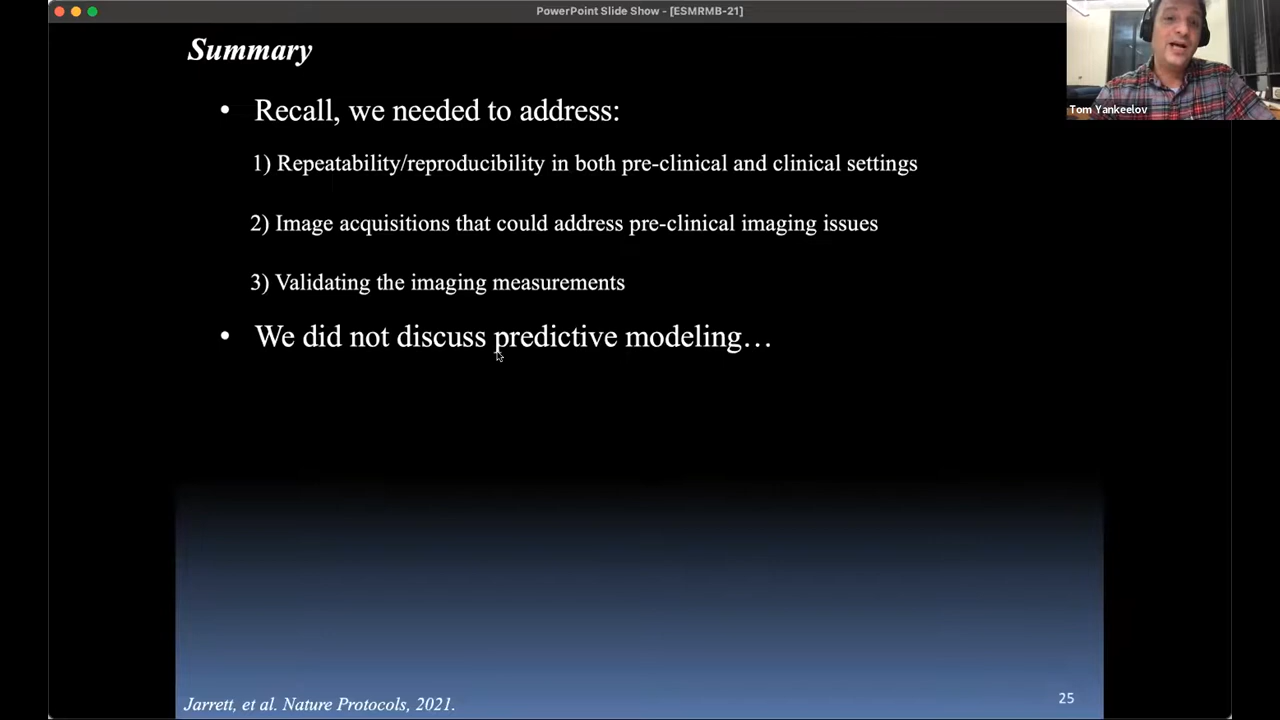 PowerPoint Slide Show - [ESMRMB-21]
Summary
Tom Yankeelov
• Recall, we needed to address:
1) Repeatability/reproducibility in both pre-clinical and clinical settings
2) Image acquisitions that could address pre-clinical imaging issues
3) Validating the imaging measurements
• We did not discuss predictive modeling…
Jarrett, et al. Nature Protocols, 2021.
25